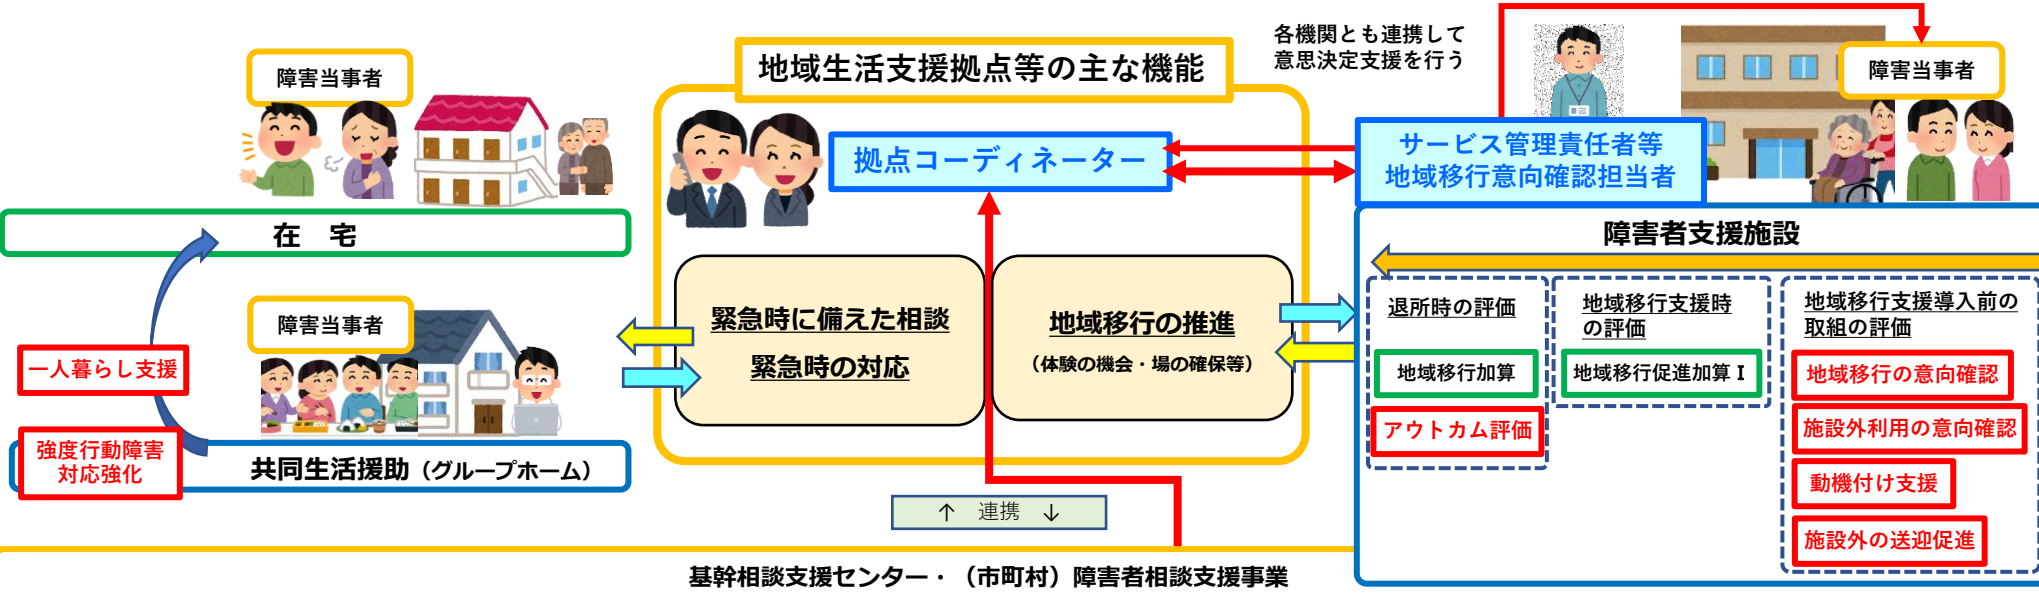 障害当事者
在　宅
障害当事者
一人暮らし支援
強度行動障害
対応強化
共同生活援助（グループホーム）
地域生活支援拠点等の主な機能
拠点コーディネーター
緊急時に備えた相談
緊急時の対応
地域移行の推進
（体験の機会・場の確保等）
↑　連携　↓
基幹相談支援センター・（市町村）障害者相談支援事業
各機関とも連携して
意思決定支援を行う
サービス管理責任者等
地域移行意向確認担当者
障害当事者
障害者支援施設
退所時の評価
地域移行加算
アウトカム評価
地域移行支援時
の評価
地域移行促進加算Ⅰ
地域移行支援導入前の
取組の評価
地域移行の意向確認
施設外利用の意向確認
動機付け支援
施設外の送迎促進